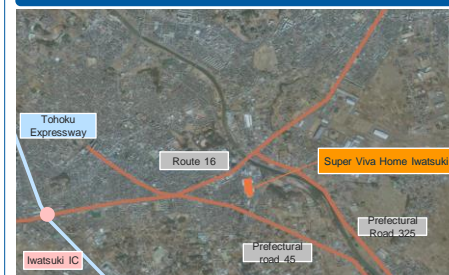 Tohoku
Expressway
Route 16
Super Viva Home Iwatsuki
Prefectural
Road 325
Prefectural
road 45
Iwatsuki IC